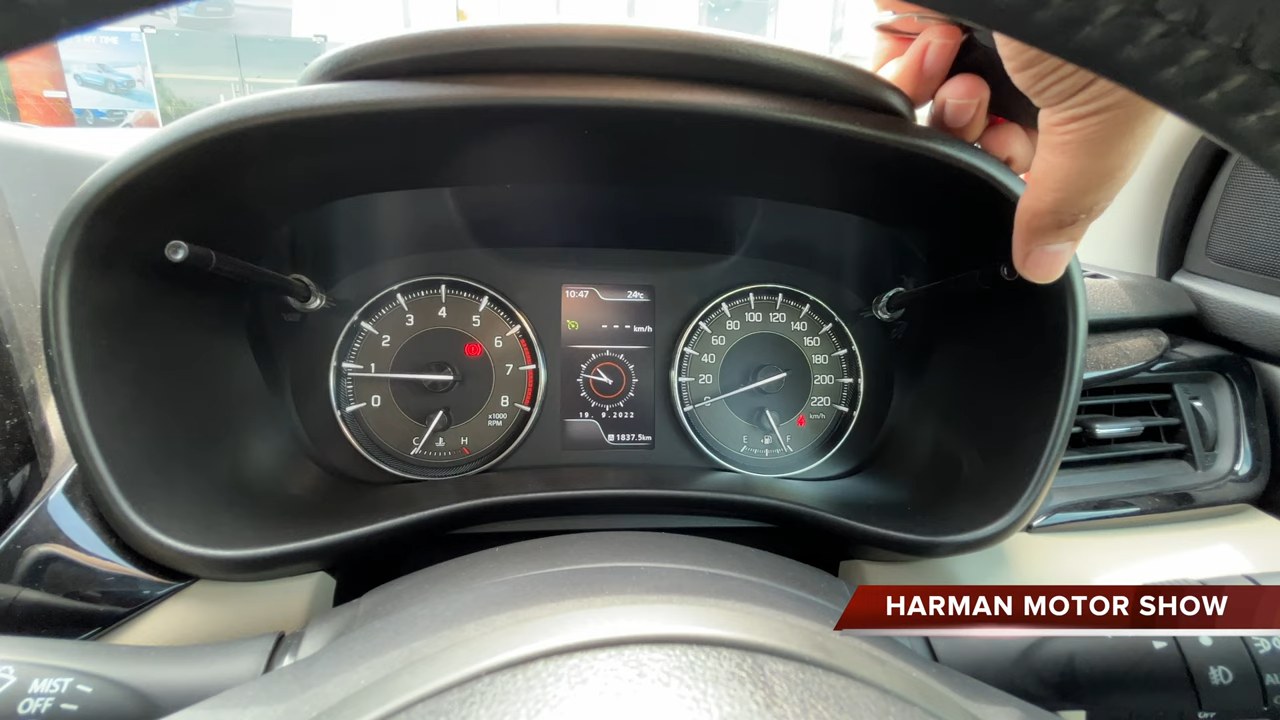 10:47 24°C
--- km/h
19. 9.2022
1837.5km
0 1 2 3 4 5 6 7 8
x1000
RPM
C H
0 20 40 60 80 100 120 140 160 180 200 220
km/h
E F
HARMAN MOTOR SHOW
MIST
OFF
OFF